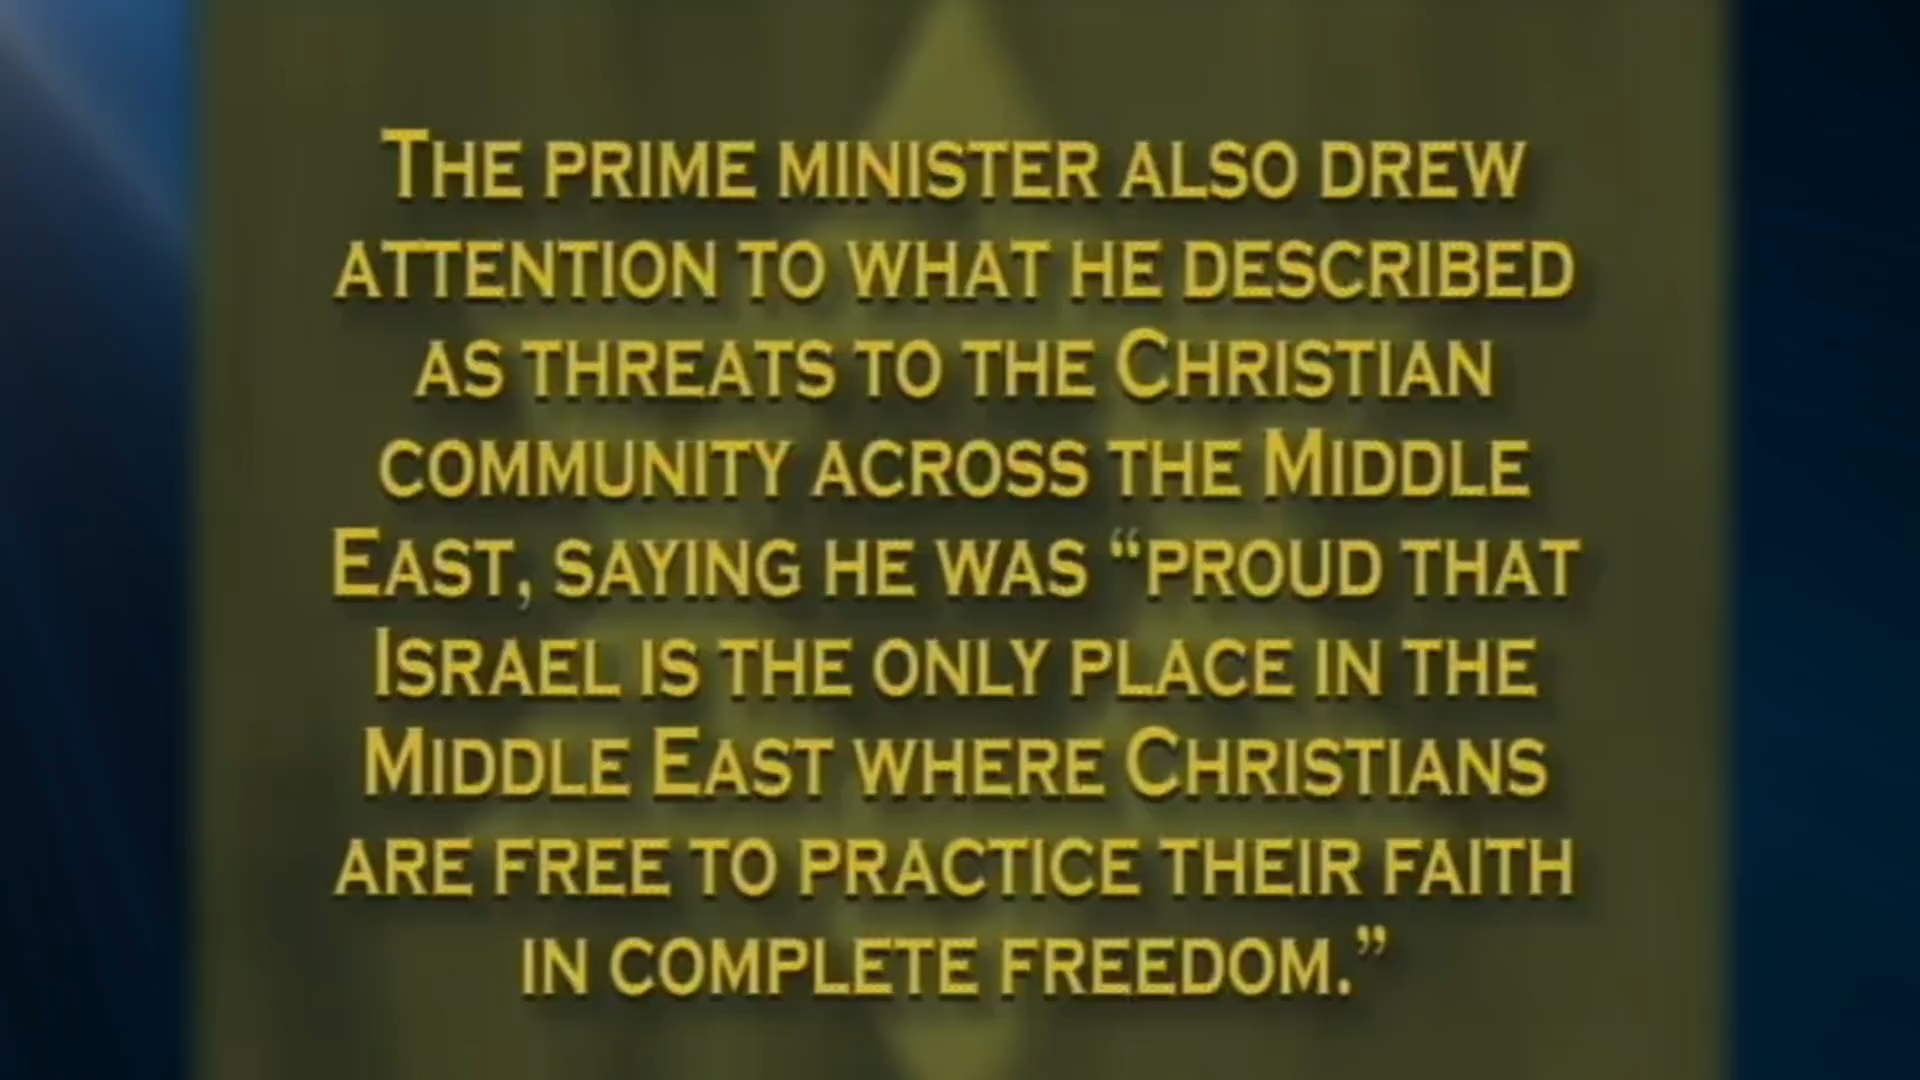 The prime minister also drew
attention to what he described
as threats to the Christian
community across the Middle
East, saying he was “proud that
Israel is the only place in the
Middle East where Christians
are free to practice their faith
in complete freedom.”